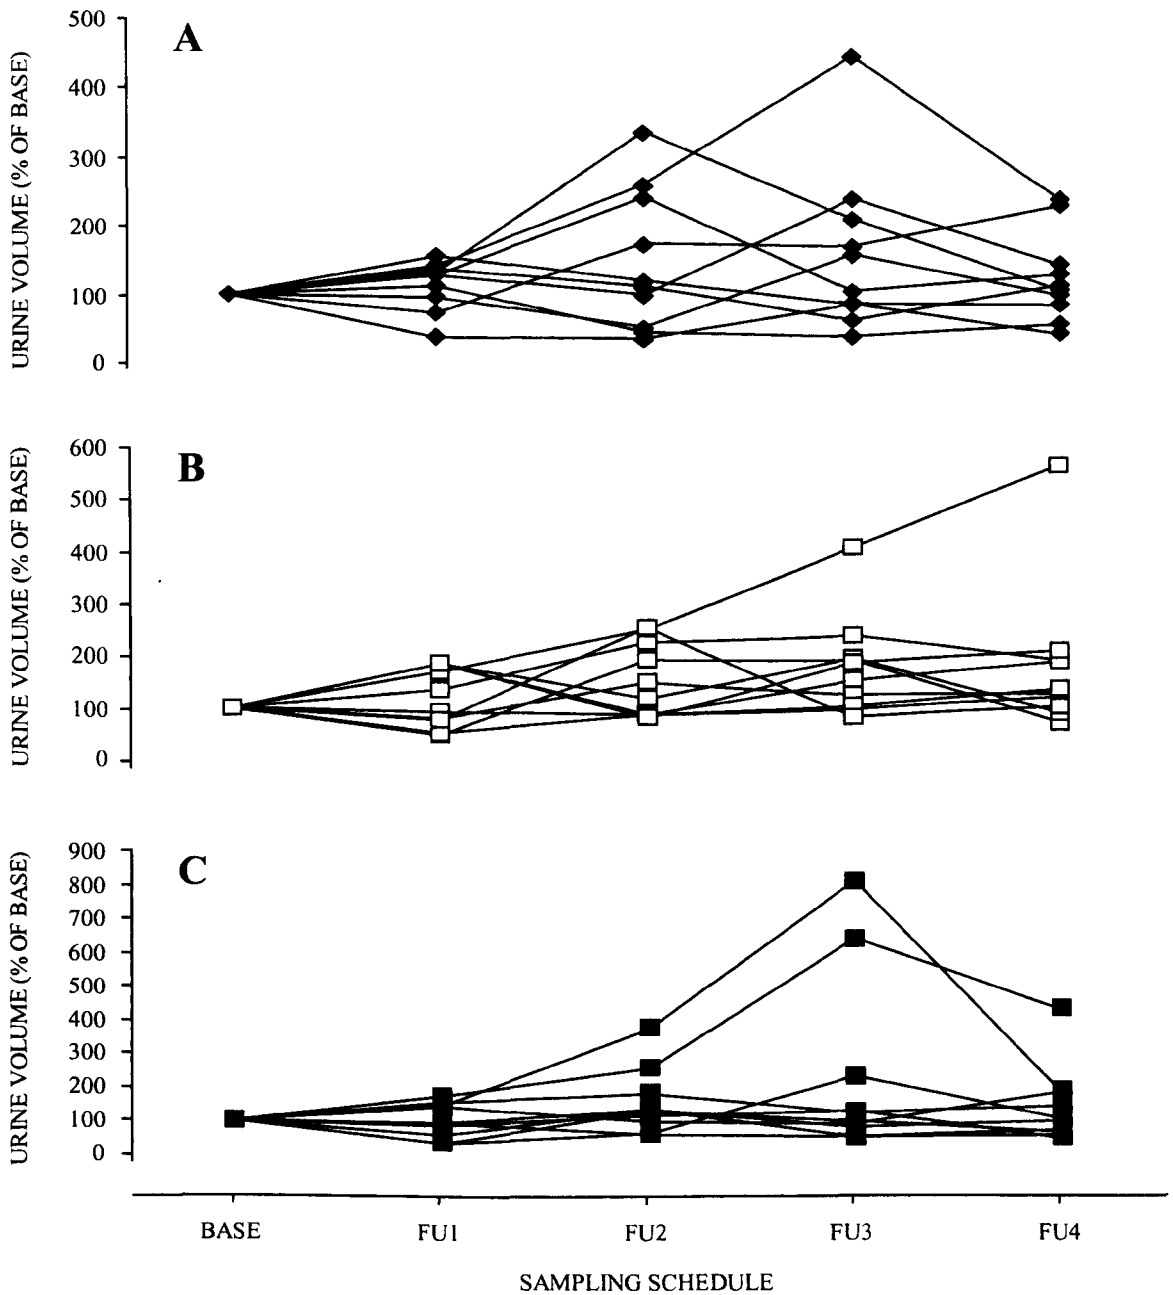 A
URINE VOLUME (% OF BASE)
500
400
300
200
100
0
B
URINE VOLUME (% OF BASE)
600
500
400
300
200
100
0
C
URINE VOLUME (% OF BASE)
900
800
700
600
500
400
300
200
100
0
BASE FU1 FU2 FU3 FU4
SAMPLING SCHEDULE